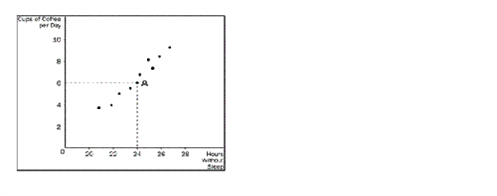 Cups of Coffee
per Day
10
8
6
A
4
2
0
20 22 24 26 28
Hours
Without
Sleep